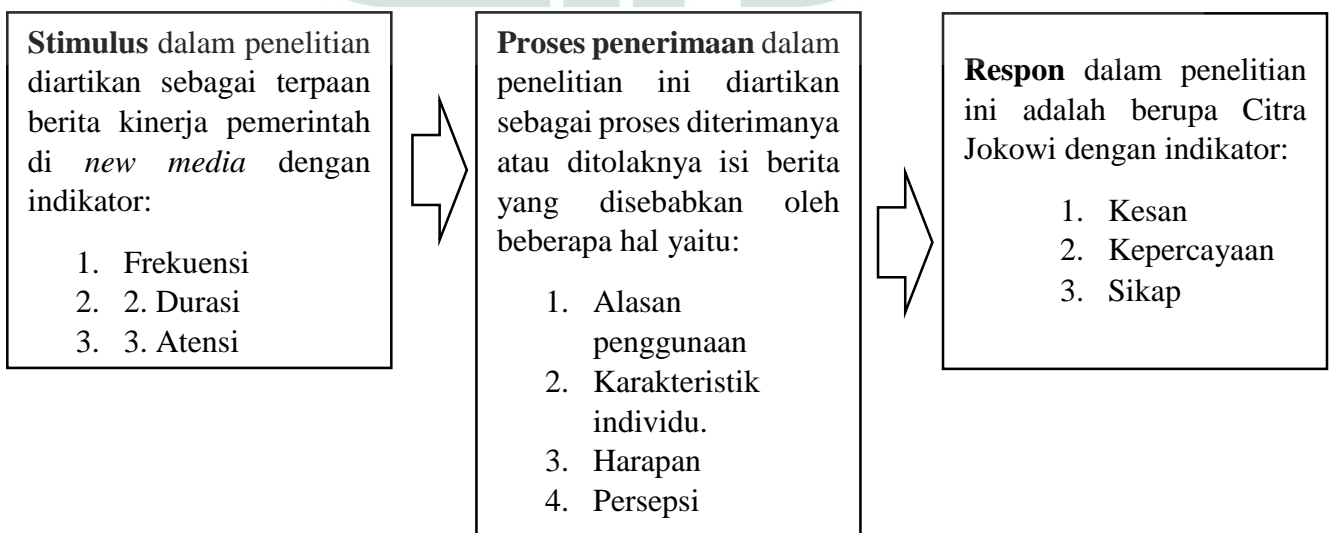 Stimulus dalam penelitian
diartikan sebagai terpaan
berita kinerja pemerintah
di new media dengan
indikator:
1. Frekuensi
2. 2. Durasi
3. 3. Atensi
Proses penerimaan dalam
penelitian ini diartikan
sebagai proses diterimanya
atau ditolaknya isi berita
yang disebabkan oleh
beberapa hal yaitu:
1. Alasan
penggunaan
2. Karakteristik
individu.
3. Harapan
4. Persepsi
Respon dalam penelitian
ini adalah berupa Citra
Jokowi dengan indikator:
1. Kesan
2. Kepercayaan
3. Sikap